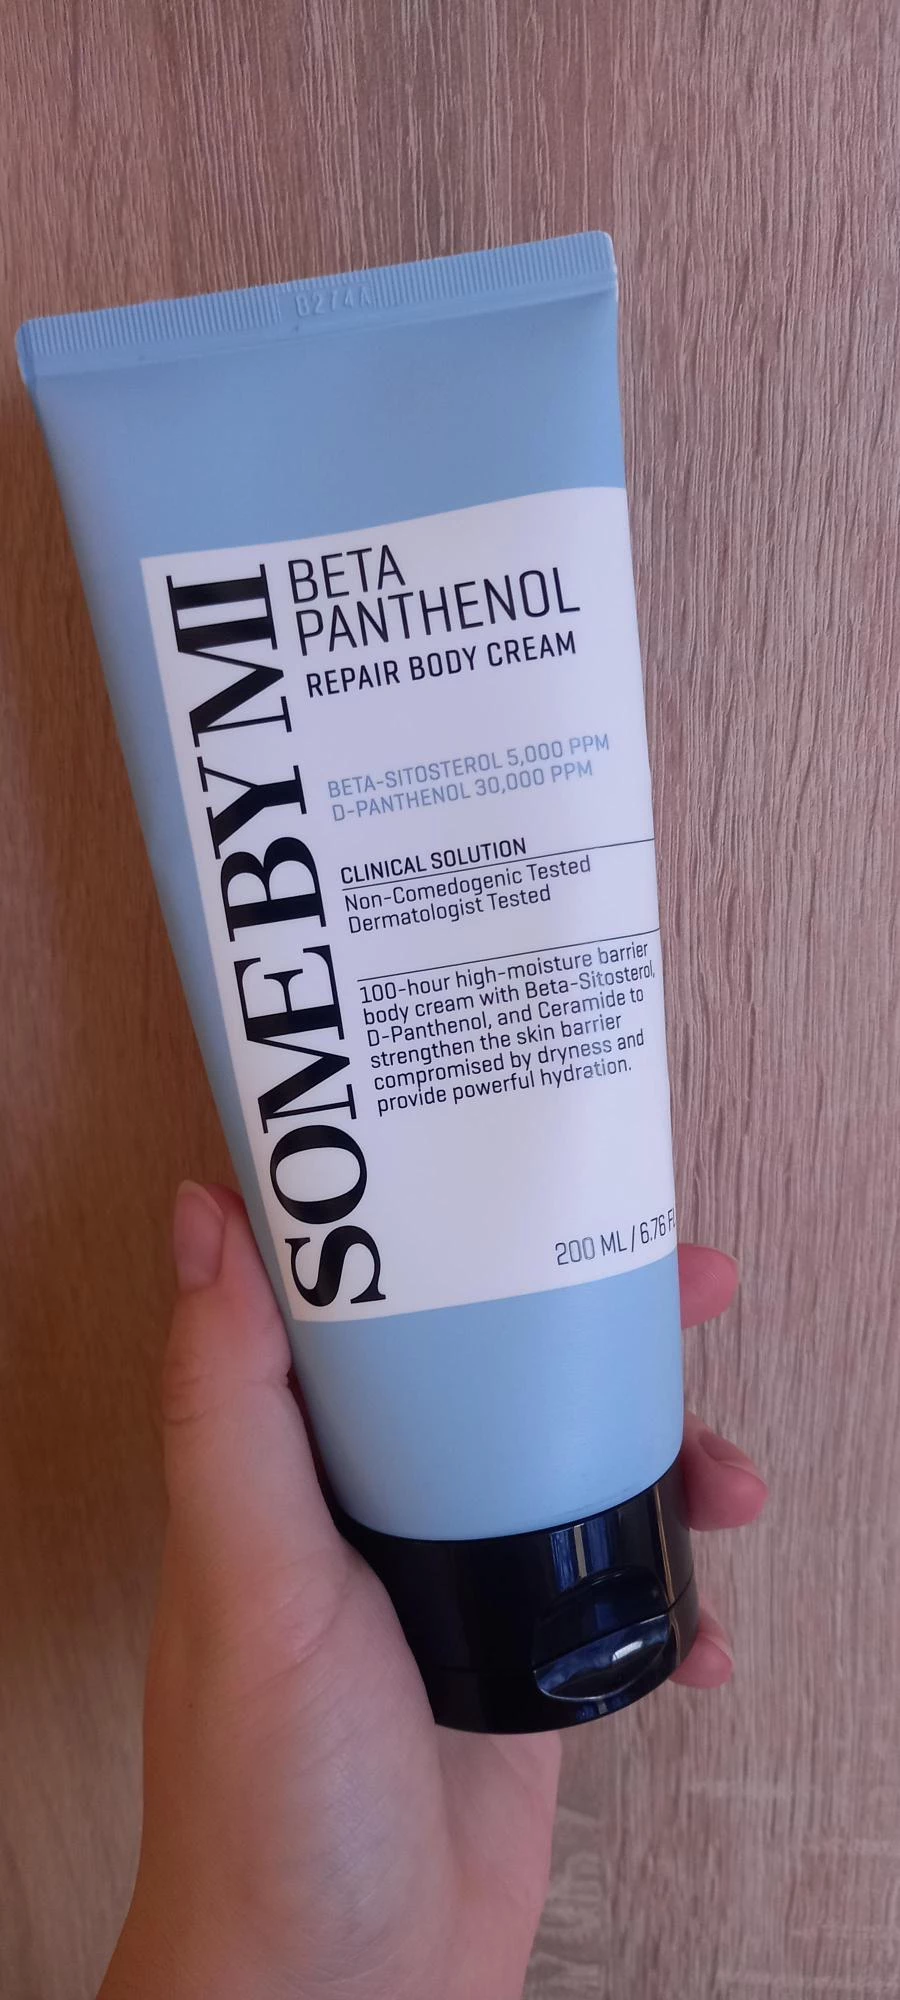 SOMEBYMI
BETA
PANTHENOL
REPAIR BODY CREAM
BETA-SITOSTEROL 5,000 PPM
D-PANTHENOL 30,000 PPM
CLINICAL SOLUTION
Non-Comedogenic Tested
Dermatologist Tested
100-hour high-moisture barrier
body cream with Beta-Sitosterol,
D-Panthenol, and Ceramide to
strengthen the skin barrier
compromised by dryness and
provide powerful hydration.
200 ML / 6.76